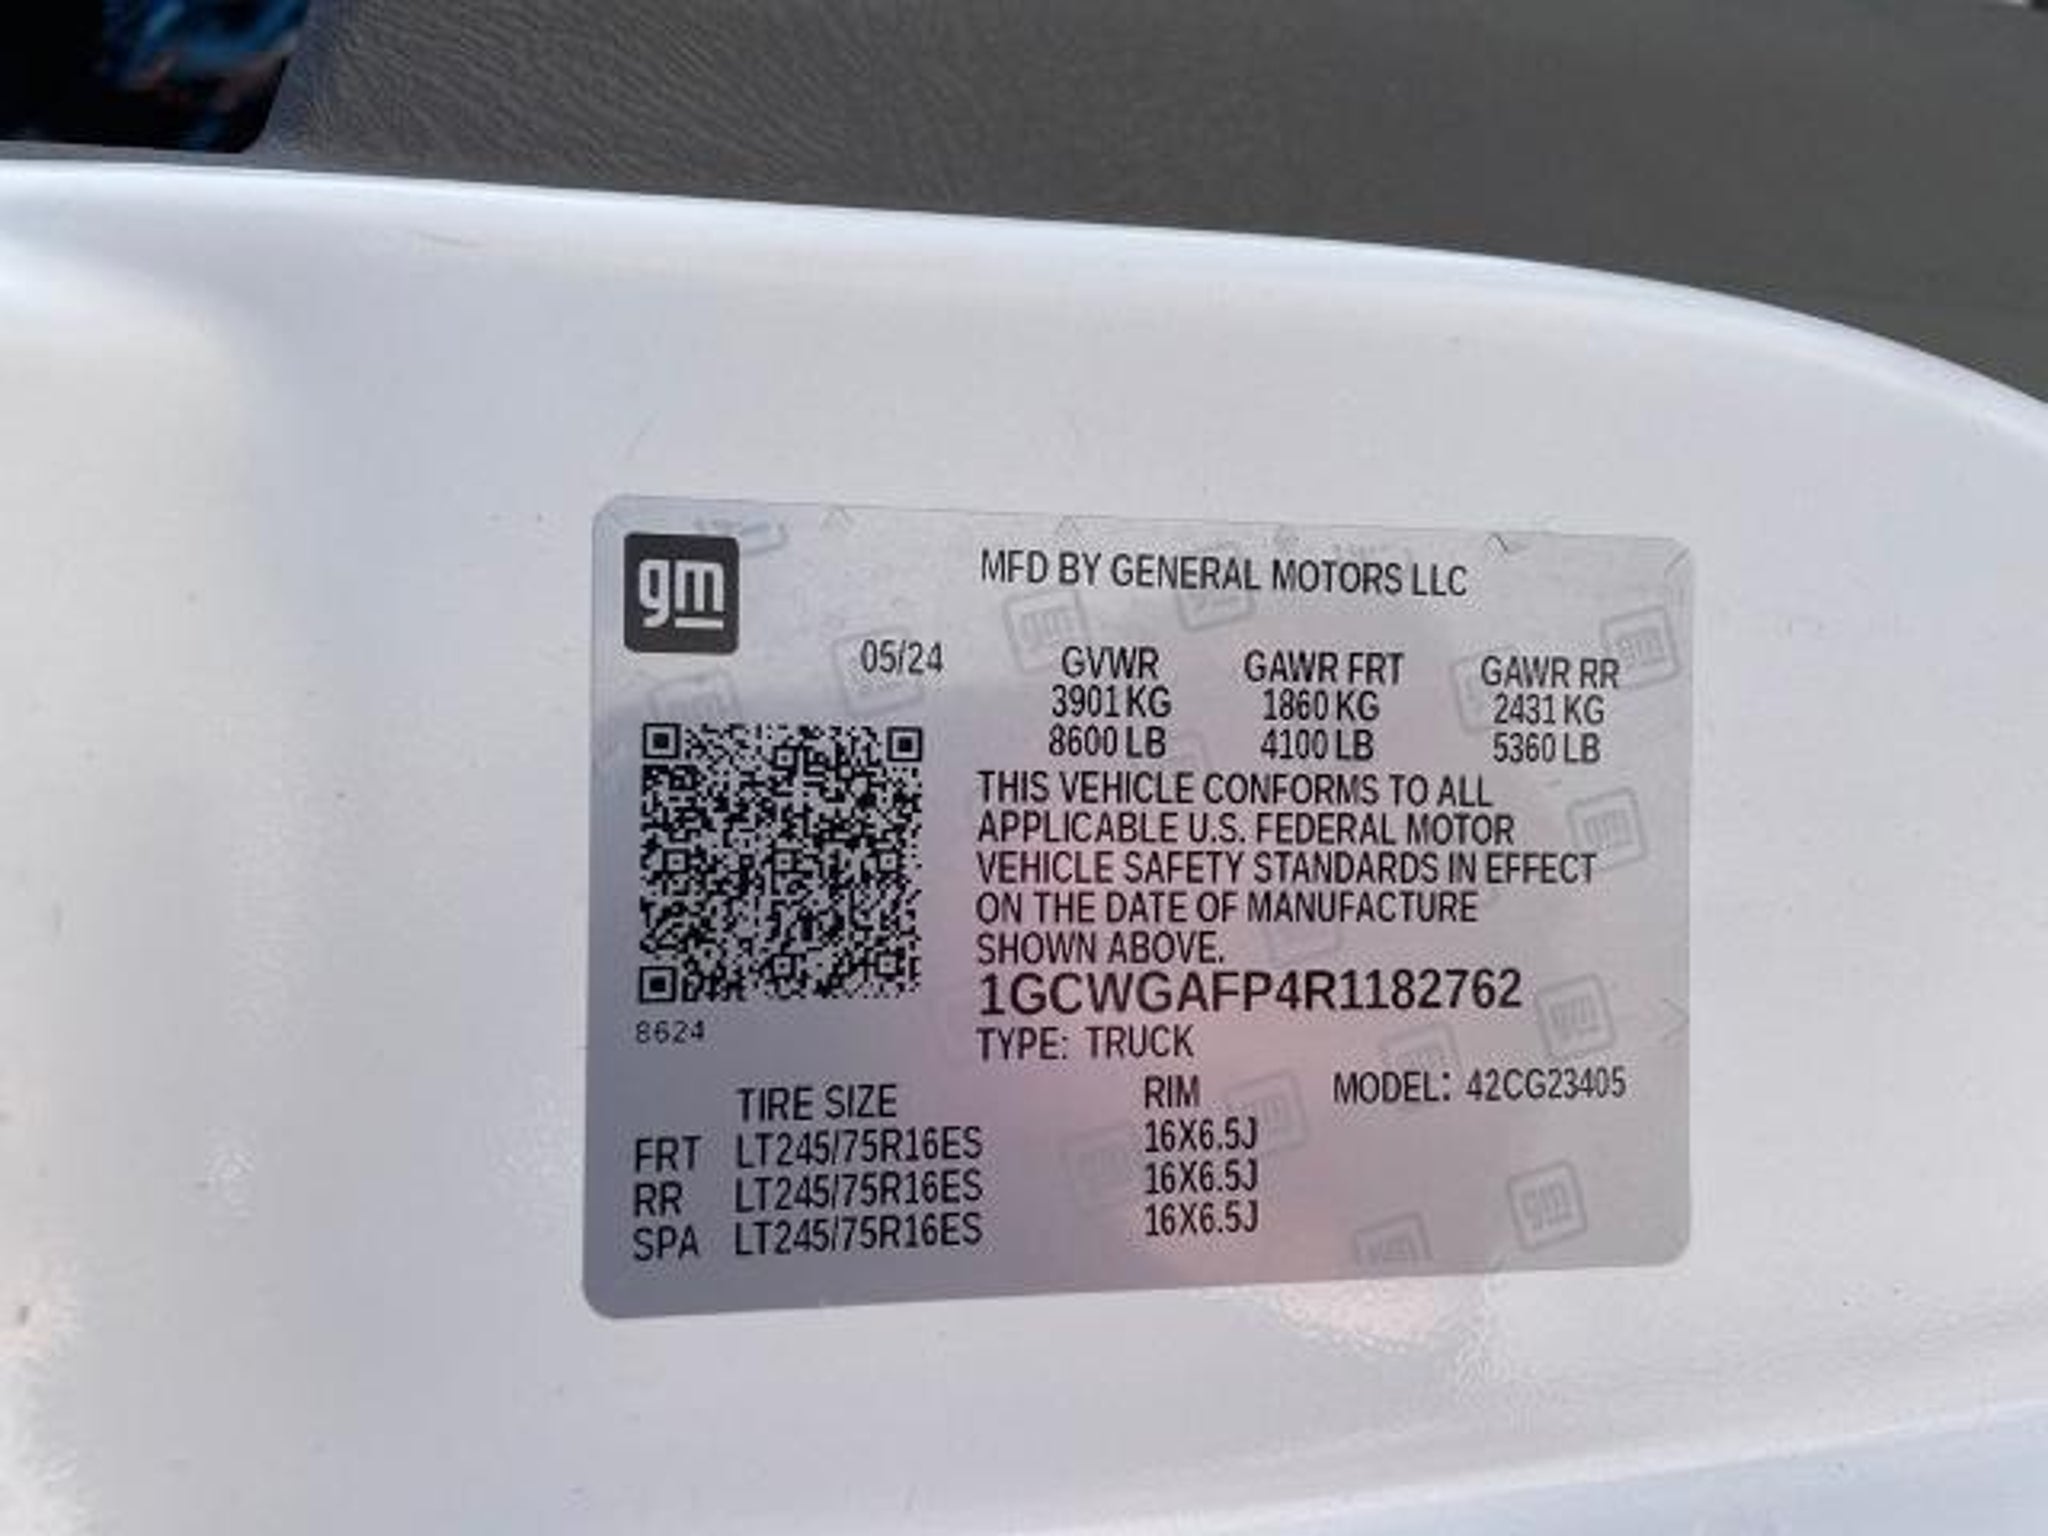 gm
MFD BY GENERAL MOTORS LLC
05/24 GVWR GAWR FRT GAWR RR
3901 KG 1860 KG 2431 KG
8600 LB 4100 LB 5360 LB
THIS VEHICLE CONFORMS TO ALL
APPLICABLE U.S. FEDERAL MOTOR
VEHICLE SAFETY STANDARDS IN EFFECT
ON THE DATE OF MANUFACTURE
SHOWN ABOVE.
1GCWGAFP4R1182762
8624
TYPE: TRUCK
TIRE SIZE RIM MODEL: 42CG23405
FRT LT245/75R16ES 16X6.5J
RR LT245/75R16ES 16X6.5J
SPA LT245/75R16ES 16X6.5J